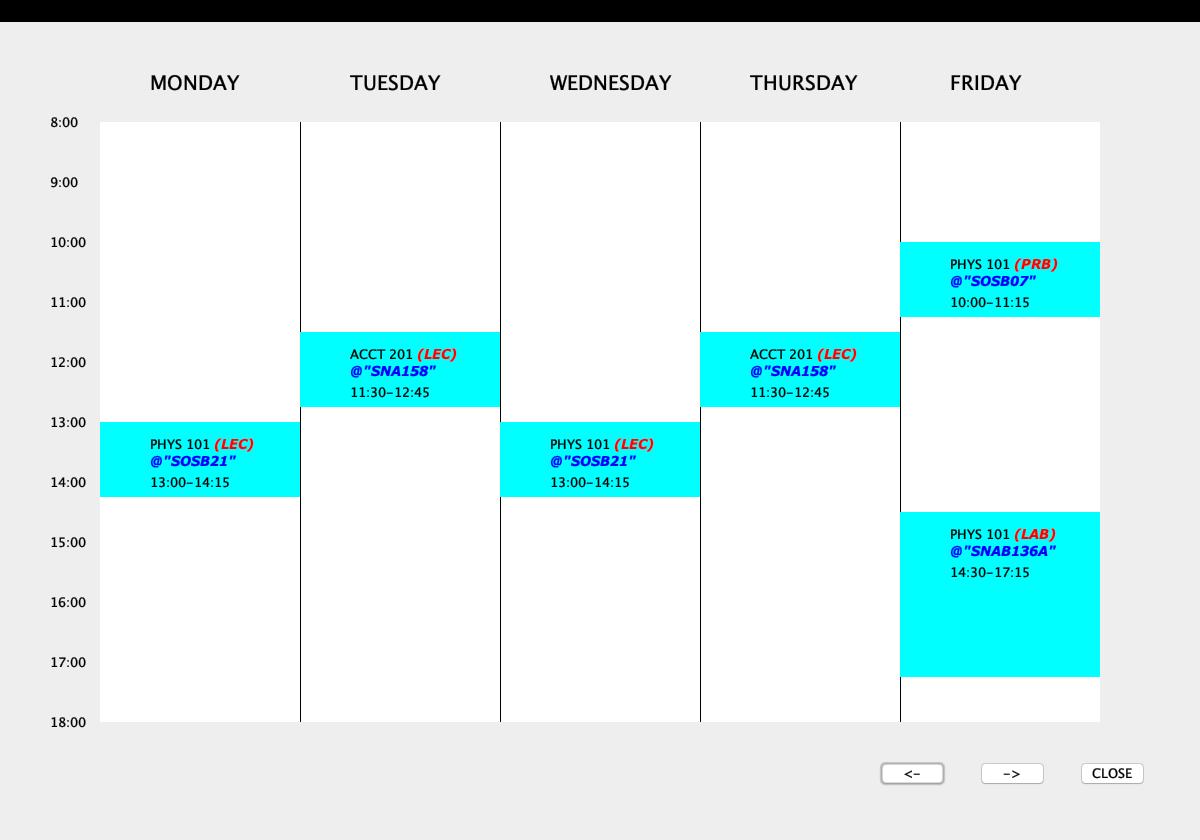 MONDAY TUESDAY WEDNESDAY THURSDAY FRIDAY
8:00
9:00
10:00
PHYS 101 (PRB)
@"SOSB07"
11:00
10:00-11:15
ACCT 201 (LEC) ACCT 201 (LEC)
12:00
@"SNA158" @"SNA158"
11:30-12:45 11:30-12:45
13:00
PHYS 101 (LEC) PHYS 101 (LEC)
@"SOSB21" @"SOSB21"
14:00
13:00-14:15 13:00-14:15
PHYS 101 (LAB)
15:00
@"SNAB136A"
14:30-17:15
16:00
17:00
18:00
<- -> CLOSE